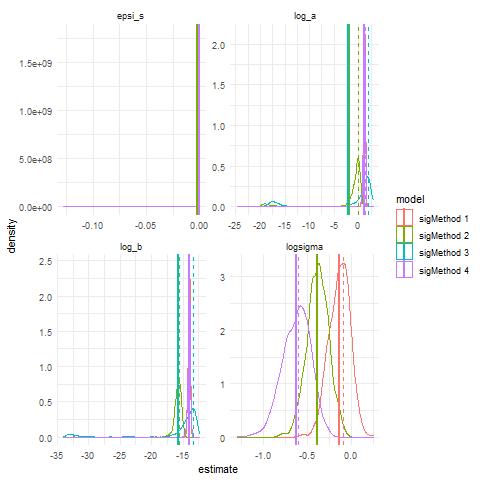 epsi_s
log_a
1.5e+09
1.0e+09
5.0e+08
0.0e+00
-0.10
-0.05
0.00
2.0
1.5
1.0
0.5
0.0
-25
-20
-15
-10
-5
0
density
model
sigMethod 1
sigMethod 2
sigMethod 3
sigMethod 4
log_b
logsigma
2.5
2.0
1.5
1.0
0.5
0.0
-35
-30
-25
-20
-15
3
2
1
0
-1.0
-0.5
0.0
estimate